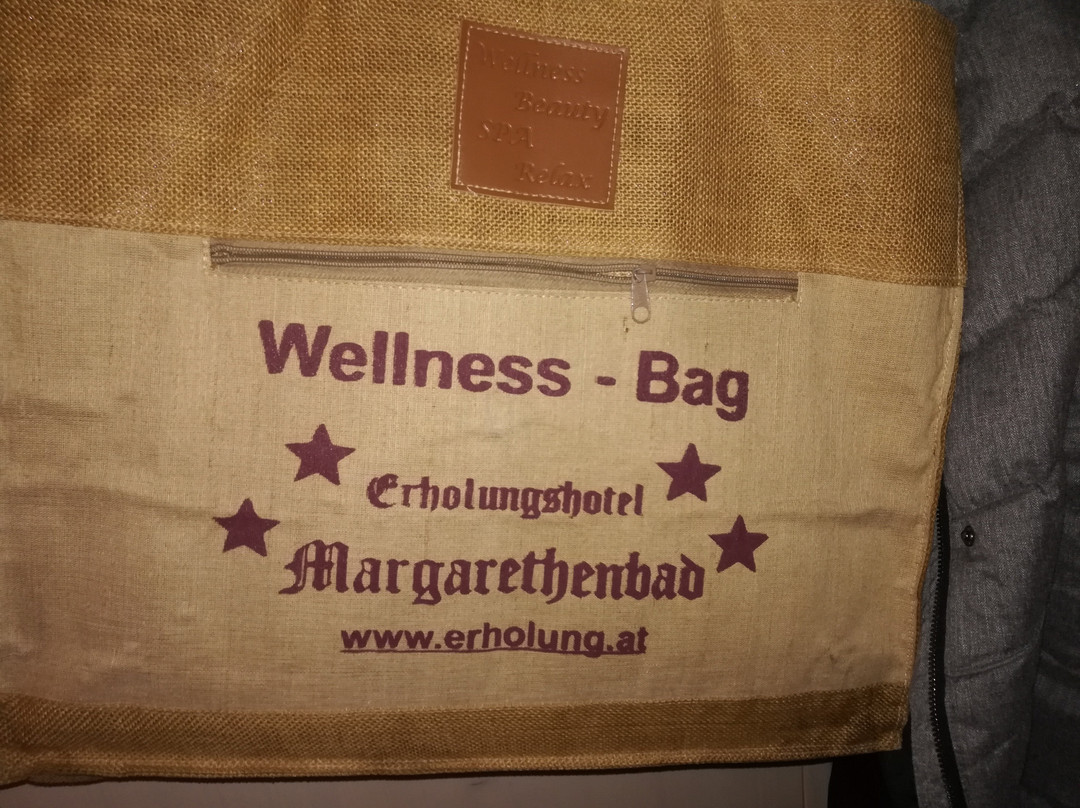 Wellness
Beauty
SPA
Relax
Wellness - Bag
Erholungshotel
Margarethenbad
www.erholung.at